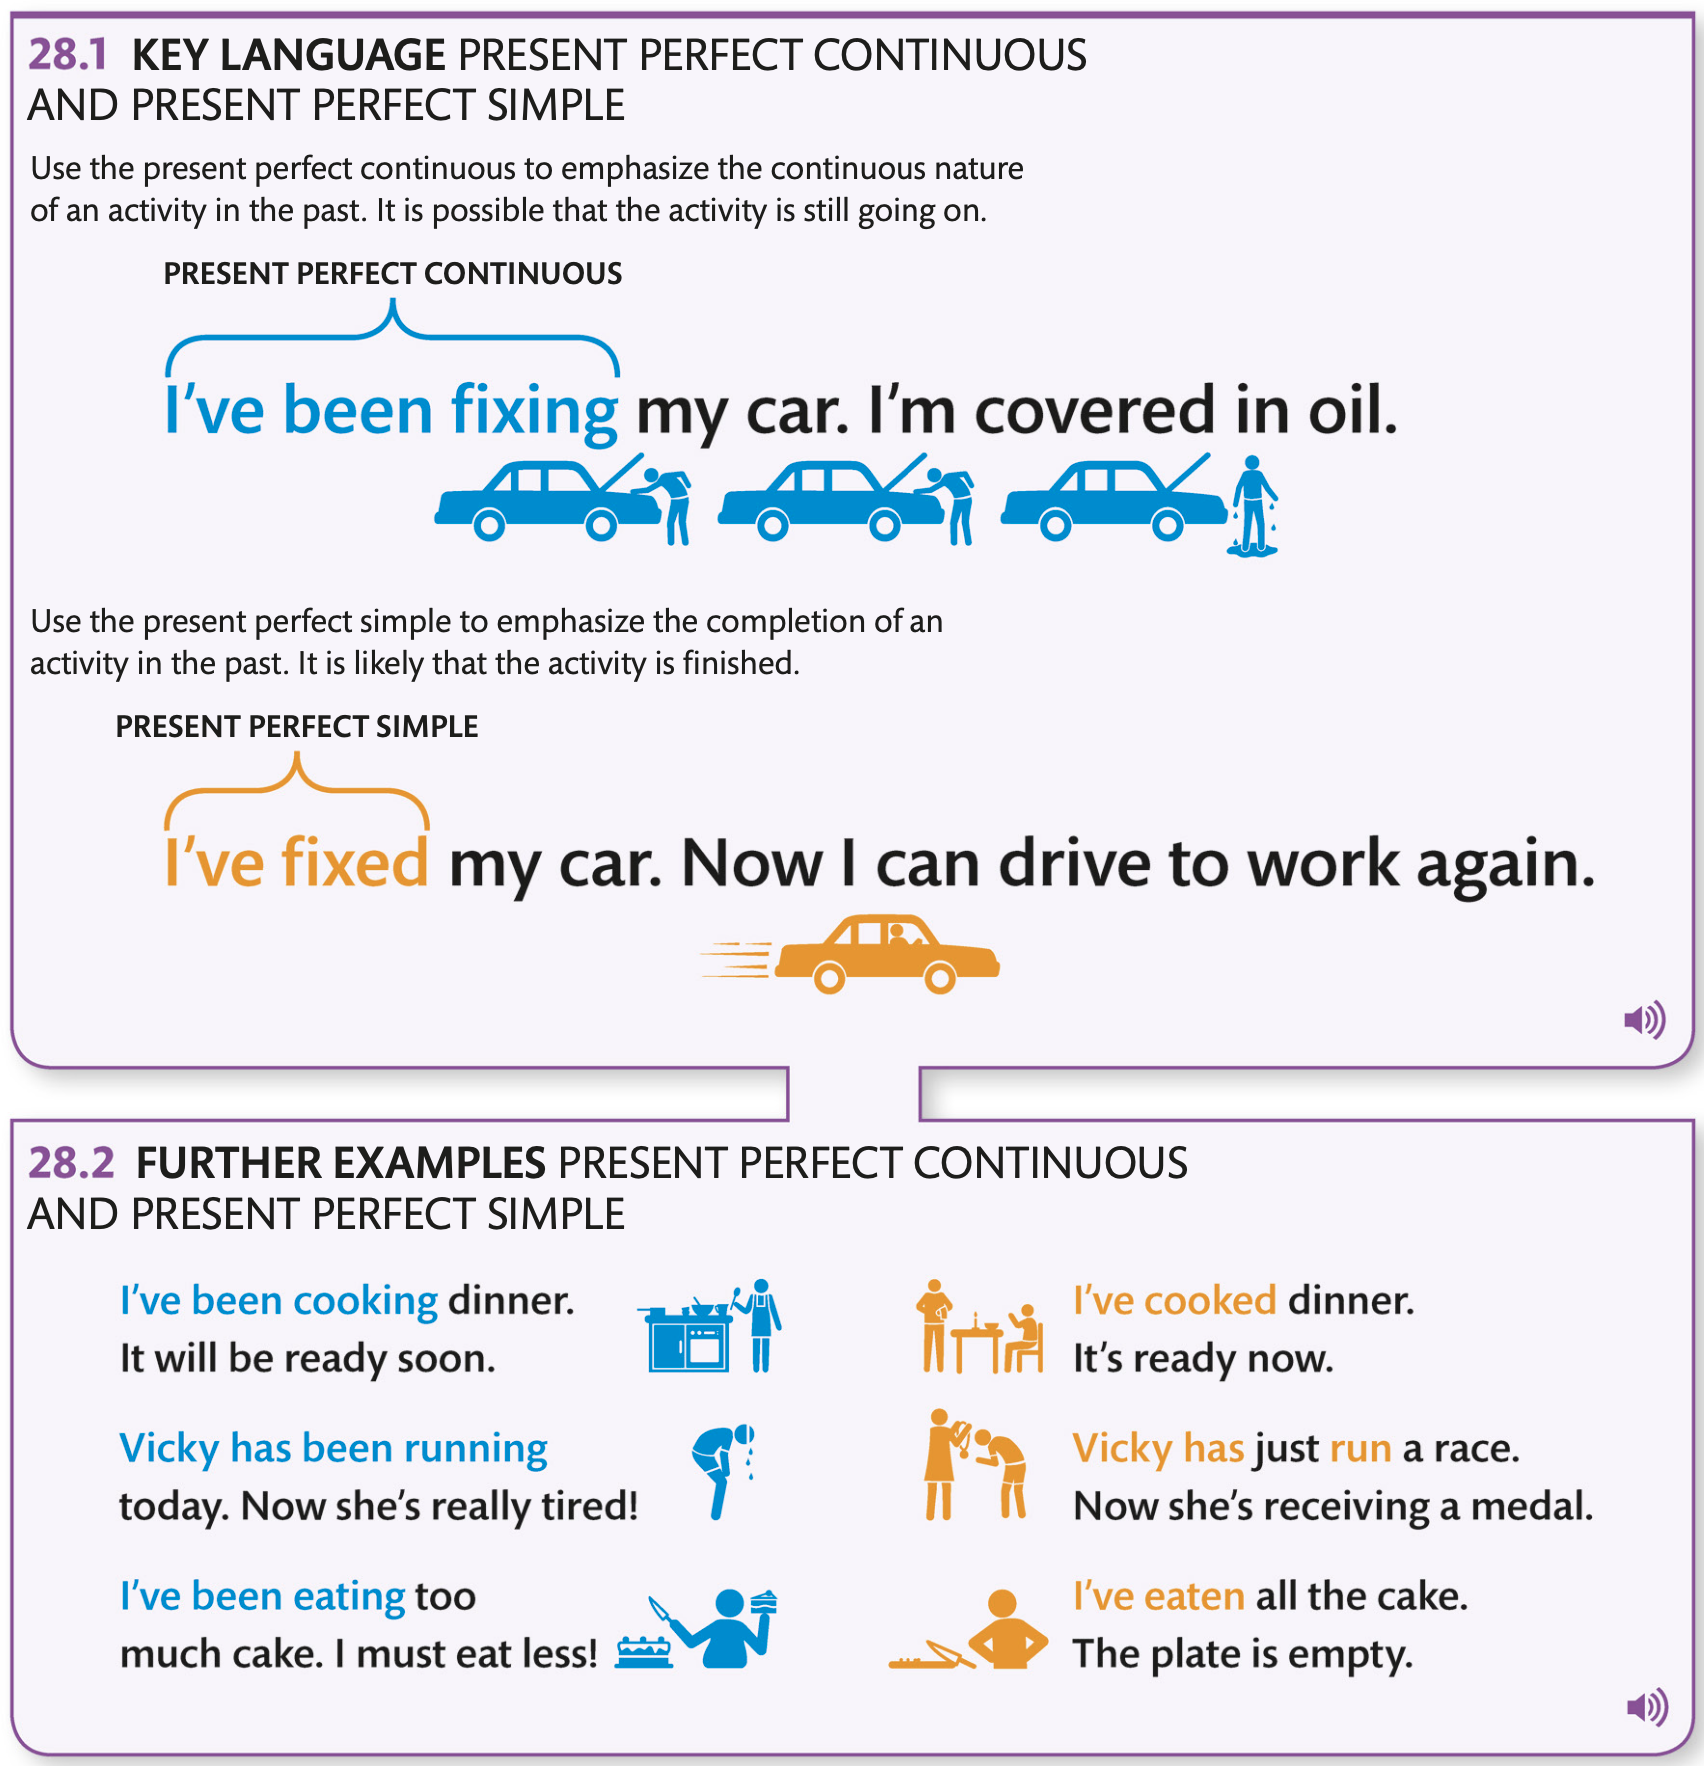 28.1 KEY LANGUAGE PRESENT PERFECT CONTINUOUS
AND PRESENT PERFECT SIMPLE
Use the present perfect continuous to emphasize the continuous nature
of an activity in the past. It is possible that the activity is still going on.
PRESENT PERFECT CONTINUOUS
I’ve been fixing my car. I’m covered in oil.
Use the present perfect simple to emphasize the completion of an
activity in the past. It is likely that the activity is finished.
PRESENT PERFECT SIMPLE
I’ve fixed my car. Now I can drive to work again.
28.2 FURTHER EXAMPLES PRESENT PERFECT CONTINUOUS
AND PRESENT PERFECT SIMPLE
I’ve been cooking dinner.
It will be ready soon.
I’ve cooked dinner.
It’s ready now.
Vicky has been running
today. Now she’s really tired!
Vicky has just run a race.
Now she’s receiving a medal.
I’ve been eating too
much cake. I must eat less!
I’ve eaten all the cake.
The plate is empty.